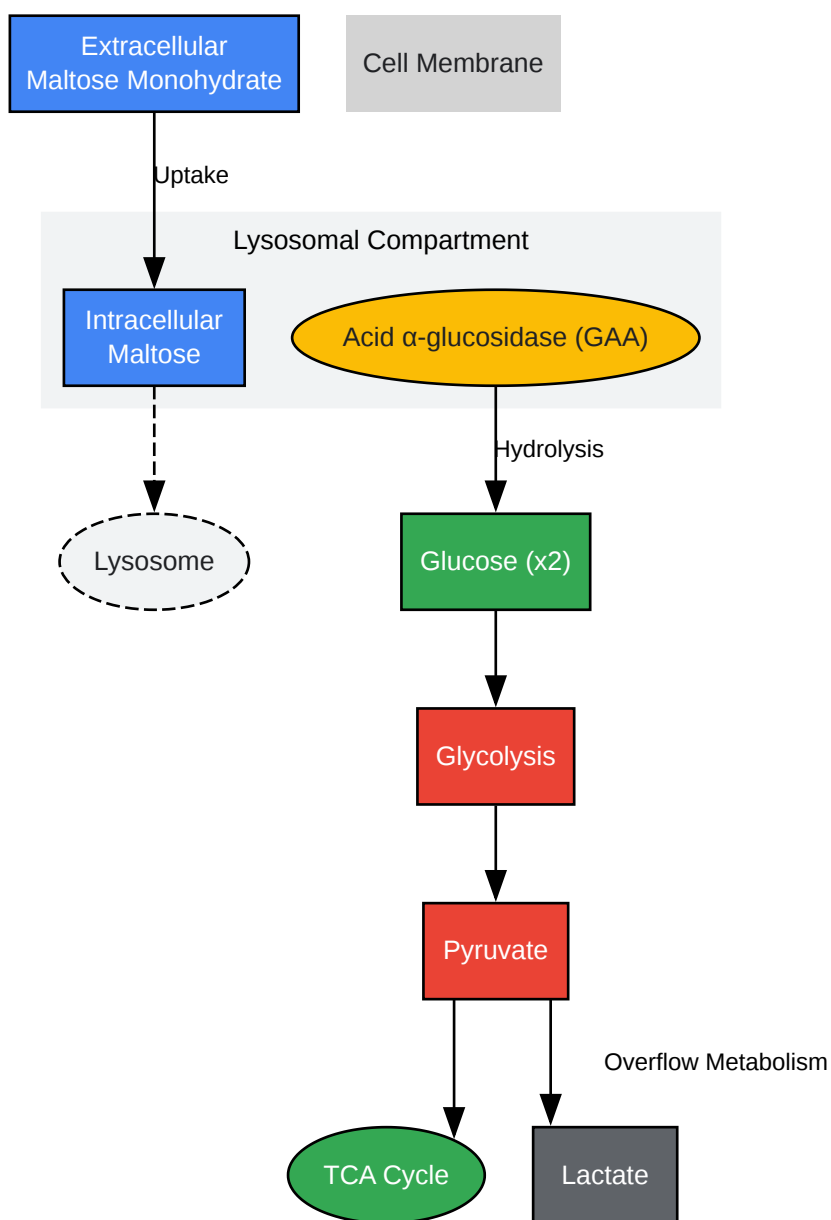 Extracellular
Maltose Monohydrate
Cell Membrane
Uptake
Lysosomal Compartment
Intracellular
Maltose
Acid α-glucosidase (GAA)
Hydrolysis
Lysosome
Glucose (x2)
Glycolysis
Pyruvate
Overflow Metabolism
TCA Cycle
Lactate